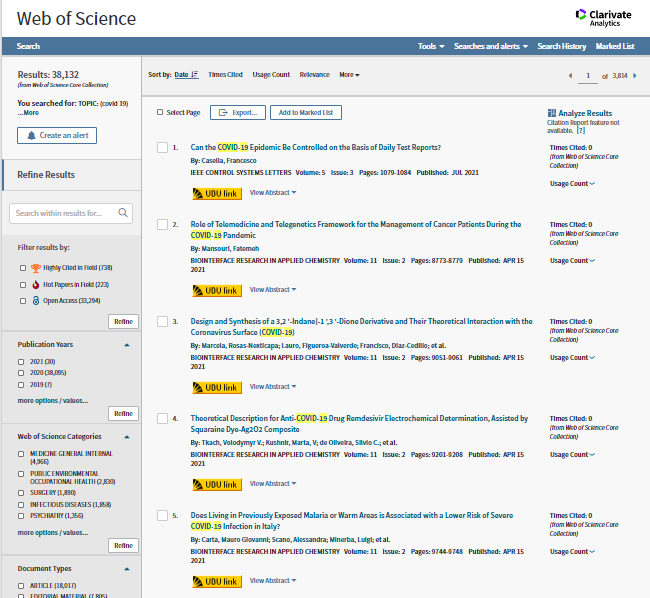 Web of Science
Clarivate
Analytics
Search
Tools
Searches and alerts
Search History
Marked List
Results: 38,132
(from Web of Science Core Collection)
You searched for: TOPIC: (covid 19)
...More
Create an alert
Refine Results
Search within results for...
Filter results by:
Highly Cited in Field (738)
Hot Papers in Field (223)
Open Access (33,294)
Refine
Publication Years
2021 (30)
2020 (38,095)
2019 (7)
more options / values...
Refine
Web of Science Categories
MEDICINE GENERAL INTERNAL
(4,966)
PUBLIC ENVIRONMENTAL
OCCUPATIONAL HEALTH (2,830)
SURGERY (1,890)
INFECTIOUS DISEASES (1,858)
PSYCHIATRY (1,356)
more options / values...
Refine
Document Types
ARTICLE (18,017)
EDITORIAL MATERIAL (7,805)
Sort by: Date Times Cited Usage Count Relevance More
1 of 3,814
Select Page
Export...
Add to Marked List
Analyze Results
Citation Report feature not
available. [?]
1. Can the COVID-19 Epidemic Be Controlled on the Basis of Daily Test Reports?
By: Casella, Francesco
IEEE CONTROL SYSTEMS LETTERS Volume: 5 Issue: 3 Pages: 1079-1084 Published: JUL 2021
UBU link View Abstract
Times Cited: 0
(from Web of Science Core
Collection)
Usage Count
2. Role of Telemedicine and Telegenetics Framework for the Management of Cancer Patients During the
COVID-19 Pandemic
By: Mansouri, Fatemeh
BIOINTERFACE RESEARCH IN APPLIED CHEMISTRY Volume: 11 Issue: 2 Pages: 8773-8779 Published: APR 15
2021
UBU link View Abstract
Times Cited: 0
(from Web of Science Core
Collection)
Usage Count
3. Design and Synthesis of a 3,2 '-Indane]-1 ',3 '-Dione Derivative and Their Theoretical Interaction with the
Coronavirus Surface (COVID-19)
By: Marcela, Rosas-Nexticapa; Lauro, Figueroa-Valverde; Francisco, Diaz-Cedillo; et al.
BIOINTERFACE RESEARCH IN APPLIED CHEMISTRY Volume: 11 Issue: 2 Pages: 9051-9061 Published: APR 15
2021
UBU link View Abstract
Times Cited: 0
(from Web of Science Core
Collection)
Usage Count
4. Theoretical Description for Anti-COVID-19 Drug Remdesivir Electrochemical Determination, Assisted by
Squaraine Dye-Ag2O2 Composite
By: Tkach, Volodymyr V.; Kushnir, Marta, V; de Oliveira, Silvio C.; et al.
BIOINTERFACE RESEARCH IN APPLIED CHEMISTRY Volume: 11 Issue: 2 Pages: 9201-9208 Published: APR 15
2021
UBU link View Abstract
Times Cited: 0
(from Web of Science Core
Collection)
Usage Count
5. Does Living in Previously Exposed Malaria or Warm Areas is Associated with a Lower Risk of Severe
COVID-19 Infection in Italy?
By: Carta, Mauro Giovanni; Scano, Alessandra; Minerba, Luigi; et al.
BIOINTERFACE RESEARCH IN APPLIED CHEMISTRY Volume: 11 Issue: 2 Pages: 9744-9748 Published: APR 15
2021
UBU link View Abstract
Times Cited: 0
(from Web of Science Core
Collection)
Usage Count